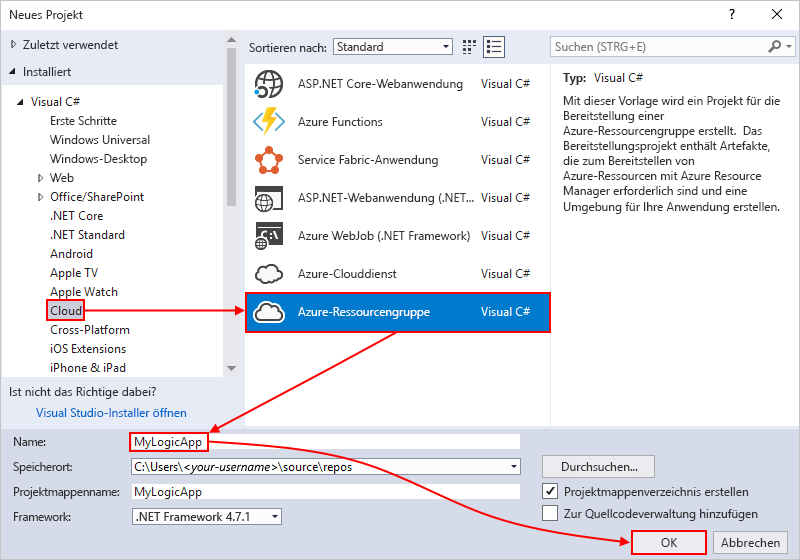 Neues Projekt
?
Zuletzt verwendet
Installiert
Visual C#
Erste Schritte
Windows Universal
Windows-Desktop
Web
Office/SharePoint
.NET Core
.NET Standard
Android
Apple TV
Apple Watch
Cloud
Cross-Platform
iOS Extensions
iPhone & iPad
Ist nicht das Richtige dabei?
Visual Studio-Installer öffnen
Sortieren nach: Standard
ASP.NET Core-Webanwendung Visual C#
Azure Functions Visual C#
Service Fabric-Anwendung Visual C#
ASP.NET-Webanwendung (.NET... Visual C#
Azure WebJob (.NET Framework) Visual C#
Azure-Clouddienst Visual C#
Azure-Ressourcengruppe Visual C#
Suchen (STRG+E)
Typ: Visual C#
Mit dieser Vorlage wird ein Projekt für die
Bereitstellung einer
Azure-Ressourcengruppe erstellt. Das
Bereitstellungsprojekt enthält Artefakte,
die zum Bereitstellen von
Azure-Ressourcen mit Azure Resource
Manager erforderlich sind und eine
Umgebung für Ihre Anwendung erstellen.
Name: MyLogicApp
Speicherort: C:\Users\<your-username>\source\repos
Durchsuchen...
Projektmappenname: MyLogicApp
Projektmappenverzeichnis erstellen
Framework: .NET Framework 4.7.1
Zur Quellcodeverwaltung hinzufügen
OK
Abbrechen